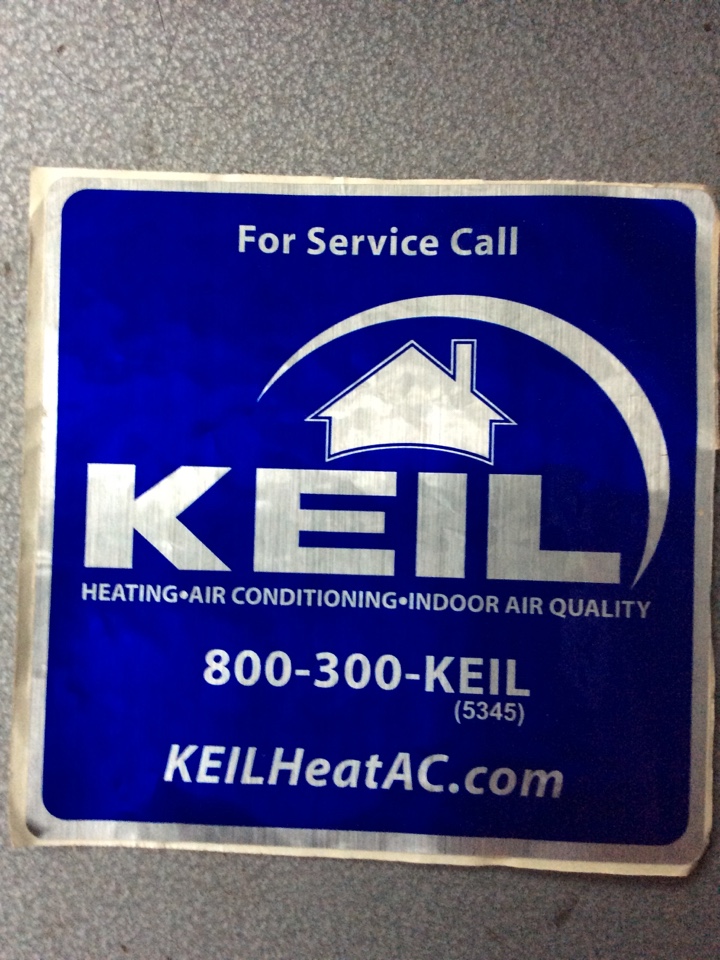 For Service Call
KEIL
HEATING•AIR CONDITIONING•INDOOR AIR QUALITY
800-300-KEIL
(5345)
KEILHeatAC.com